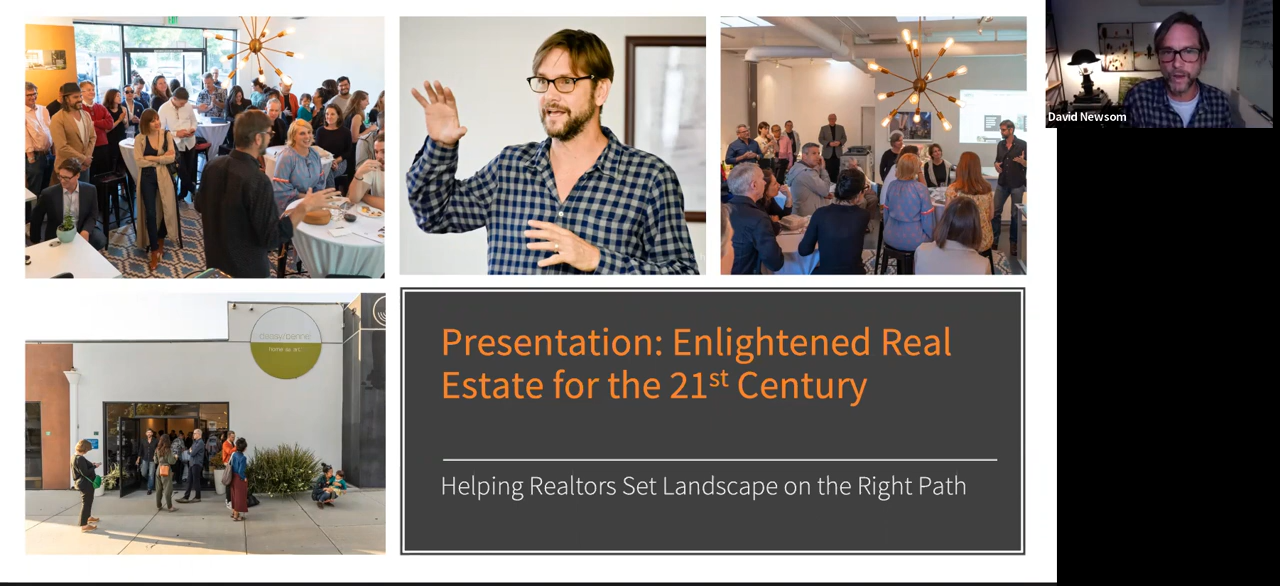 David Newsom
Presentation: Enlightened Real
Estate for the 21st Century
Helping Realtors Set Landscape on the Right Path